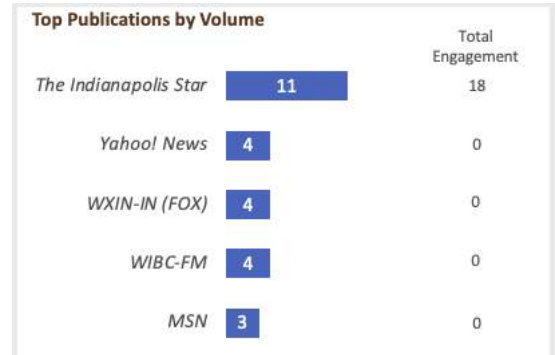 Top Publications by Volume
Total
Engagement
The Indianapolis Star 11 18
Yahoo! News 4 0
WXIN-IN (FOX) 4 0
WIBC-FM 4 0
MSN 3 0